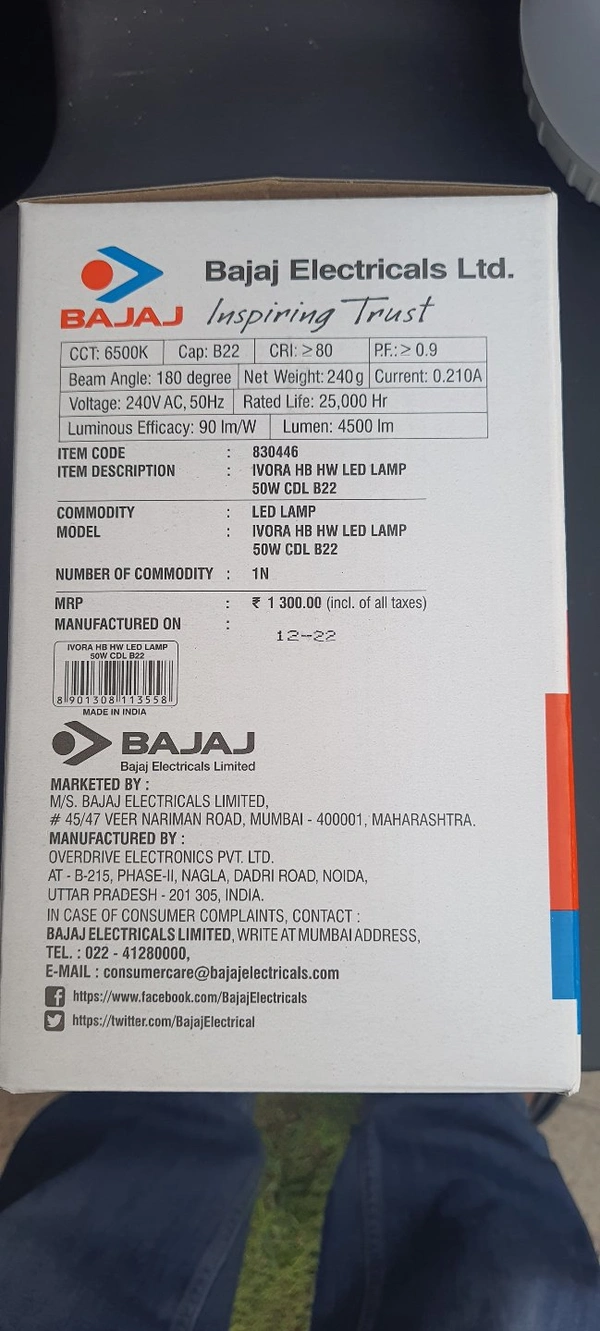 Bajaj Electricals Ltd.
BAJAJ Inspiring Trust
CCT: 6500K Cap: B22 CRI: ≥80 P.F.: ≥ 0.9
Beam Angle: 180 degree Net Weight: 240g Current: 0.210A
Voltage: 240V AC, 50Hz Rated Life: 25,000 Hr
Luminous Efficacy: 90 lm/W Lumen: 4500 lm
ITEM CODE : 830446
ITEM DESCRIPTION : IVORA HB HW LED LAMP
50W CDL B22
COMMODITY : LED LAMP
MODEL : IVORA HB HW LED LAMP
50W CDL B22
NUMBER OF COMMODITY : 1N
MRP : ₹ 1 300.00 (incl. of all taxes)
MANUFACTURED ON :
12-22
IVORA HB HW LED LAMP
50W CDL B22
8 901308 113558
MADE IN INDIA
BAJAJ
Bajaj Electricals Limited
MARKETED BY :
M/S. BAJAJ ELECTRICALS LIMITED,
# 45/47 VEER NARIMAN ROAD, MUMBAI - 400001, MAHARASHTRA.
MANUFACTURED BY :
OVERDRIVE ELECTRONICS PVT. LTD.
AT - B-215, PHASE-II, NAGLA, DADRI ROAD, NOIDA,
UTTAR PRADESH - 201 305, INDIA.
IN CASE OF CONSUMER COMPLAINTS, CONTACT :
BAJAJ ELECTRICALS LIMITED, WRITE AT MUMBAI ADDRESS,
TEL. : 022 - 41280000,
E-MAIL : consumercare@bajajelectricals.com
https://www.facebook.com/BajajElectricals
https://twitter.com/BajajElectrical